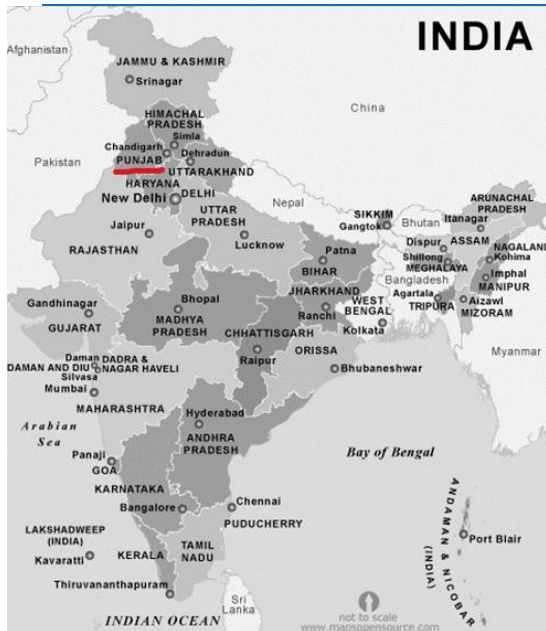 INDIA
Afghanistan
JAMMU & KASHMIR
Srinagar
China
HIMACHAL
PRADESH
Simla
Chandigarh
Pakistan
PUNJAB
Dehradun
UTTARAKHAND
HARYANA
New Delhi
DELHI
Nepal
ARUNACHAL
PRADESH
SIKKIM
Gangtok
Bhutan
Itanagar
UTTAR
PRADESH
Jaipur
RAJASTHAN
Lucknow
Patna
BIHAR
Dispur
ASSAM
NAGALAND
Kohima
Shillong
MEGHALAYA
Imphal
MANIPUR
Bangladesh
Agartala
TRIPURA
Aizawl
MIZORAM
Gandhinagar
GUJARAT
Bhopal
MADHYA
PRADESH
JHARKHAND
Ranchi
WEST
BENGAL
Kolkata
CHHATTISGARH
Raipur
ORISSA
Bhubaneshwar
Myanmar
Daman
DAMAN AND DIU
Silvasa
DADRA &
NAGAR HAVELI
Mumbai
MAHARASHTRA
Arabian
Sea
Hyderabad
ANDHRA
PRADESH
Bay of Bengal
Panaji
GOA
KARNATAKA
Bangalore
Chennai
PUDUCHERRY
LAKSHADWEEP
(INDIA)
Kavaratti
KERALA
TAMIL
NADU
Thiruvananthapuram
ANDAMAN & NICOBAR
(INDIA)
Port Blair
Sri
Lanka
INDIAN OCEAN
not to scale
www.mapsopensource.com